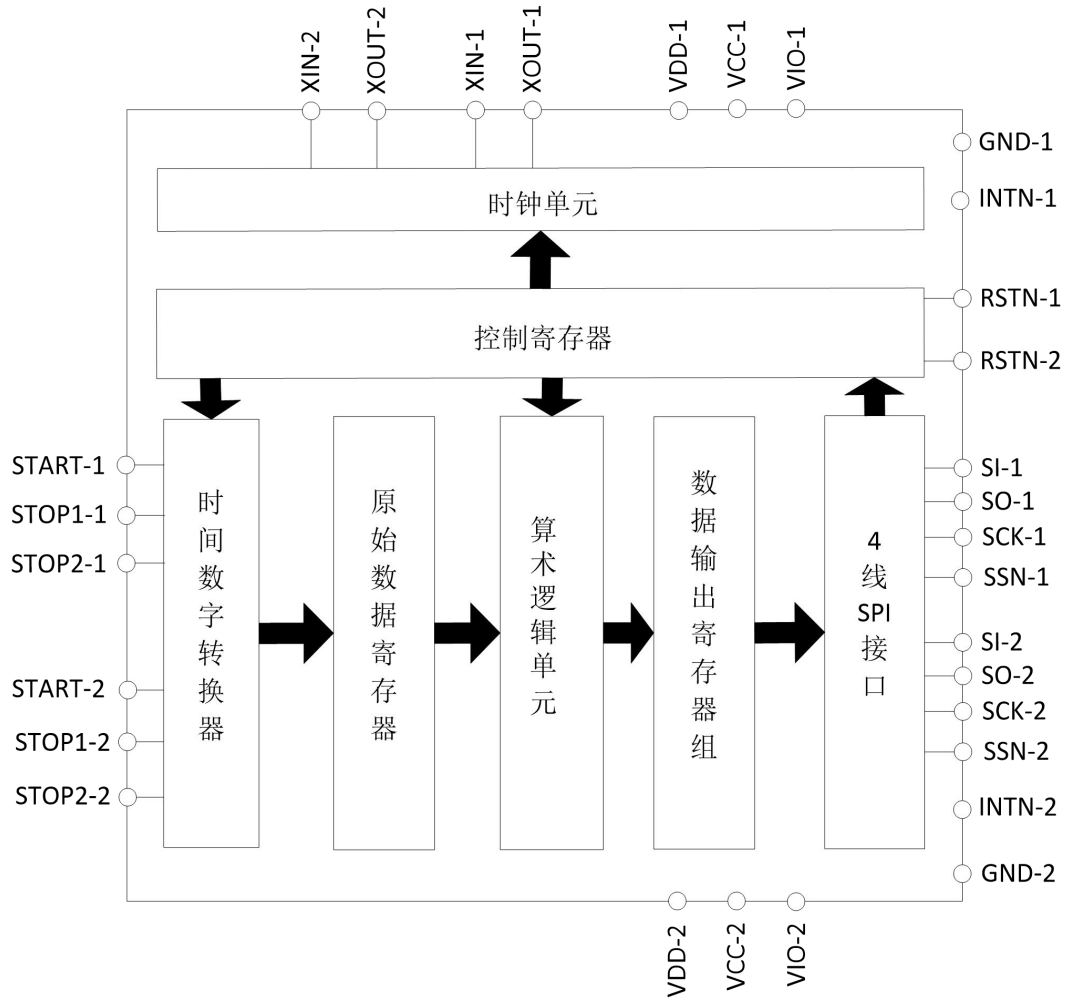 XIN-2
XOUT-2
XIN-1
XOUT-1
VDD-1
VCC-1
VIO-1
GND-1
时钟单元
INTN-1
控制寄存器
RSTN-1
RSTN-2
START-1
STOP1-1
STOP2-1
START-2
STOP1-2
STOP2-2
时间数字转换器
原始数据寄存器
算术逻辑单元
数据输出寄存器组
4
线
SPI
接
口
SI-1
SO-1
SCK-1
SSN-1
SI-2
SO-2
SCK-2
SSN-2
INTN-2
GND-2
VDD-2
VCC-2
VIO-2